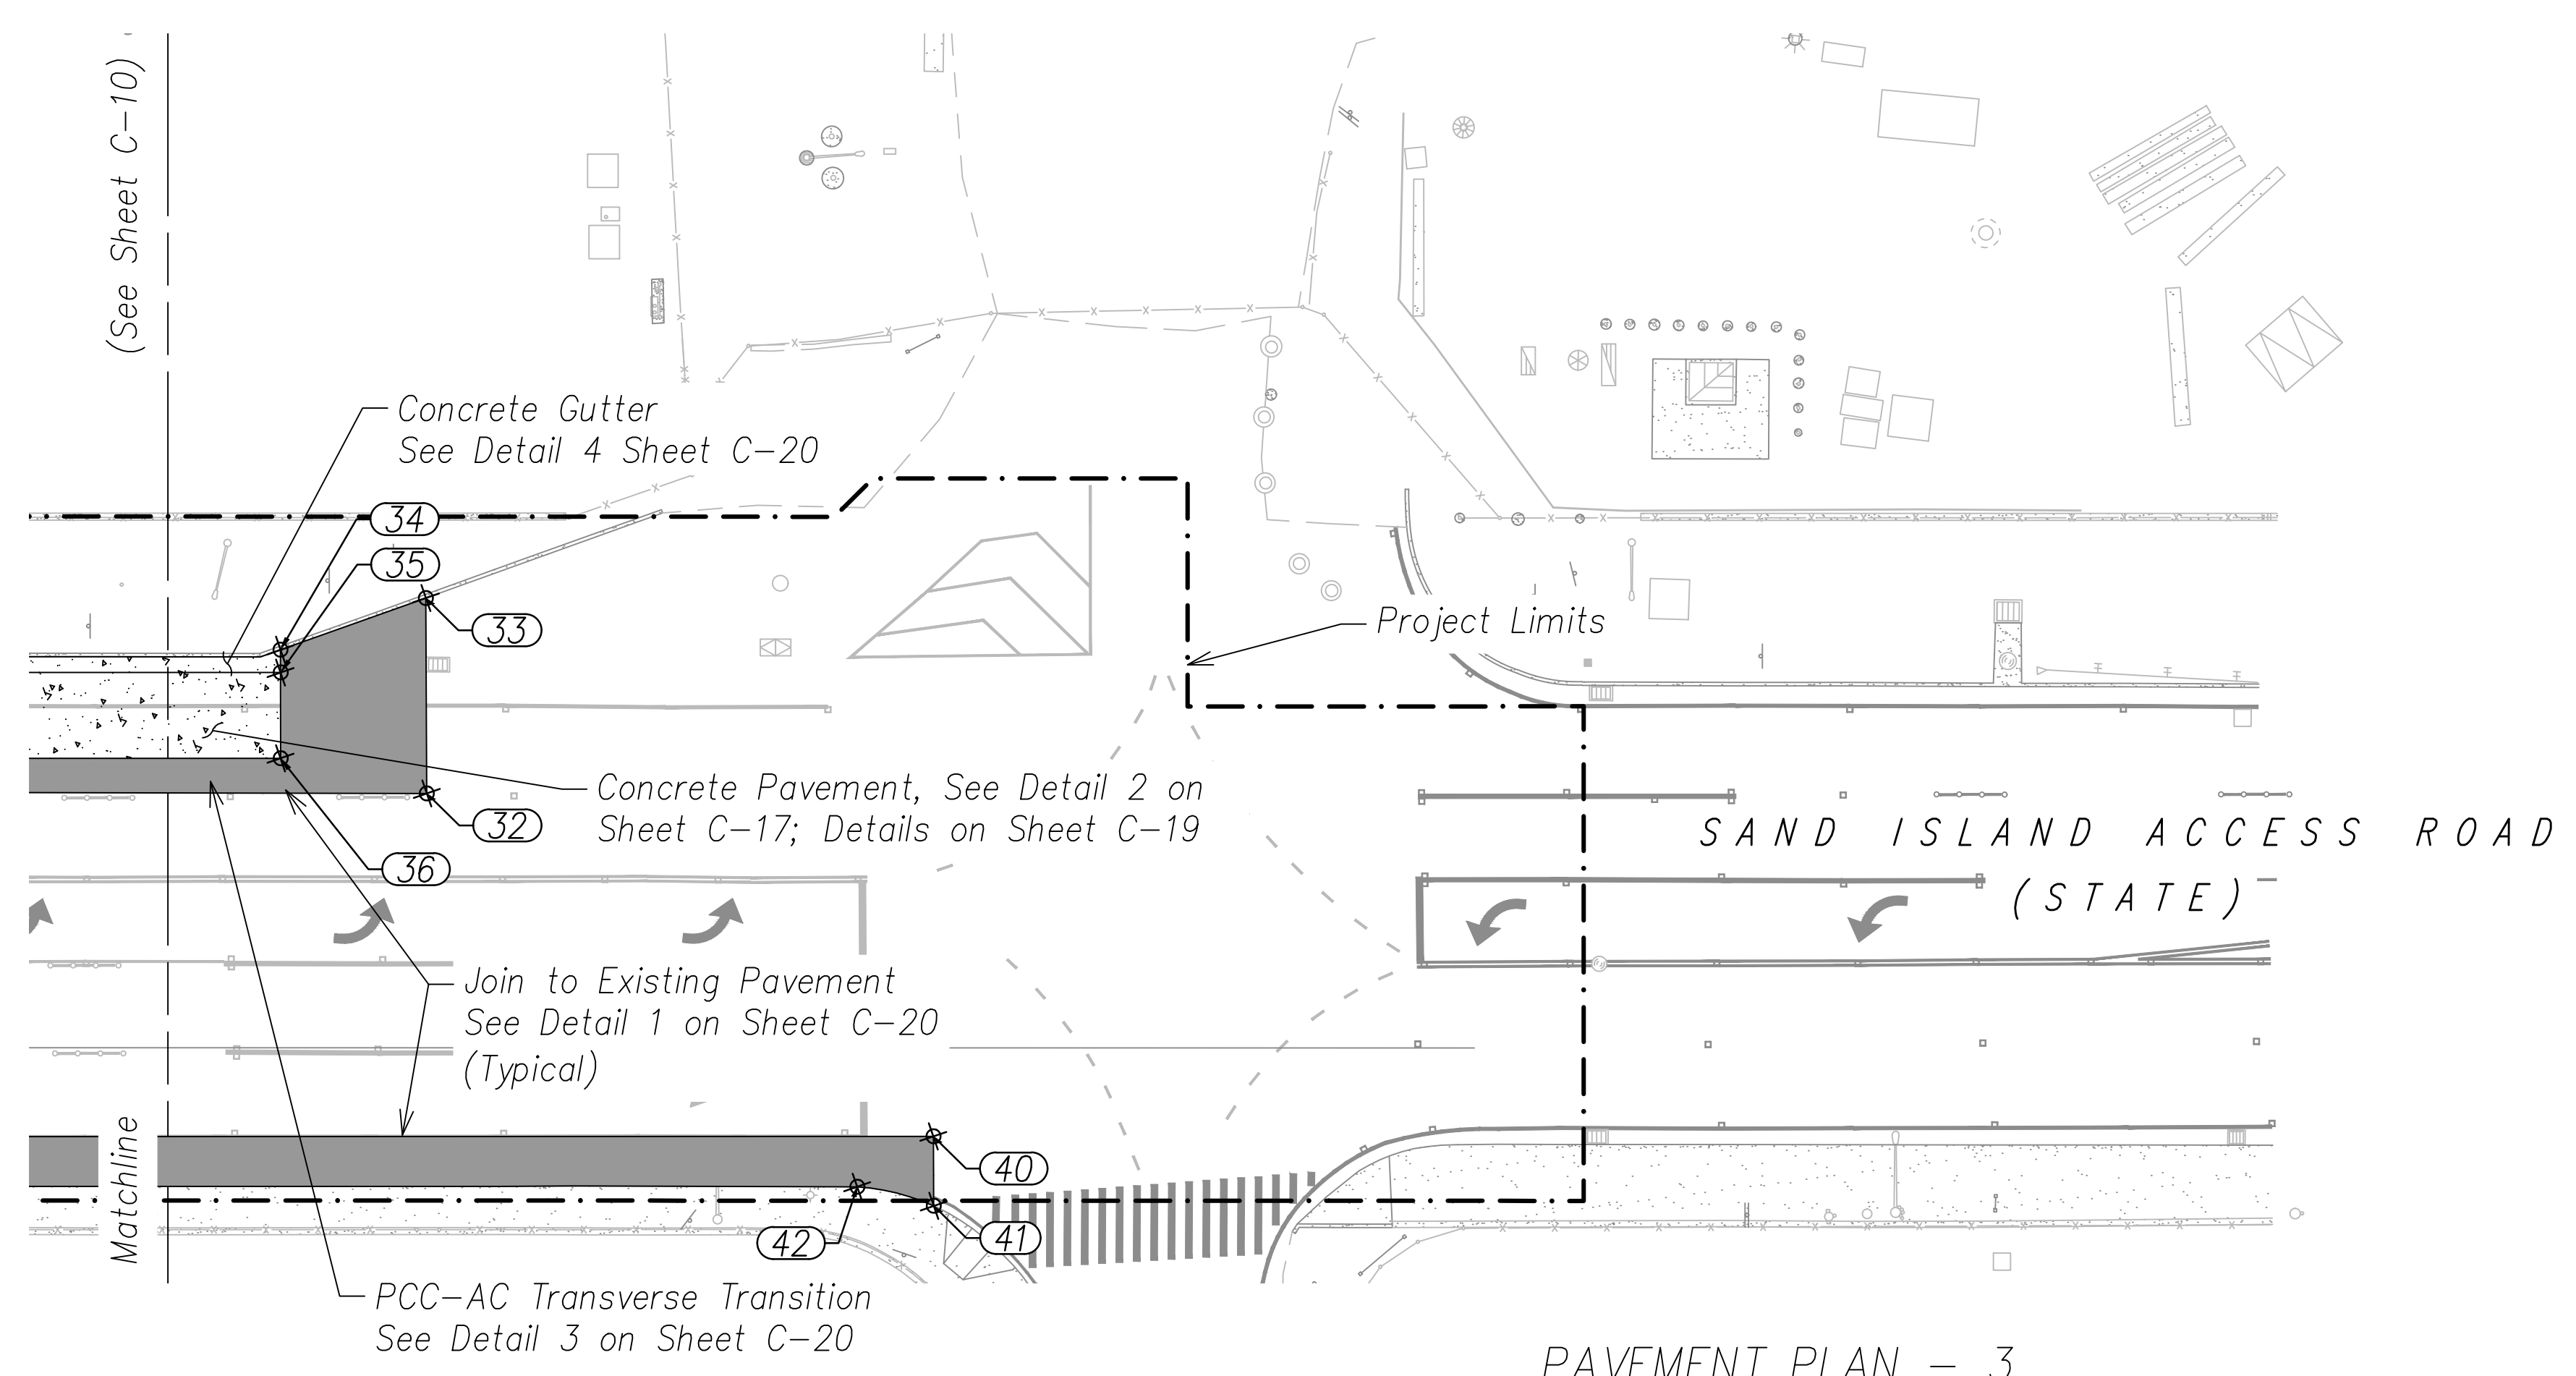 (See Sheet C-10)
Concrete Gutter
See Detail 4 Sheet C-20
34
35
33
Project Limits
Concrete Pavement, See Detail 2 on
Sheet C-17; Details on Sheet C-19
32
36
SAND ISLAND ACCESS ROAD
(STATE)
Join to Existing Pavement
See Detail 1 on Sheet C-20
(Typical)
Matchline
40
41
42
PCC-AC Transverse Transition
See Detail 3 on Sheet C-20
PAVEMENT PLAN - 3